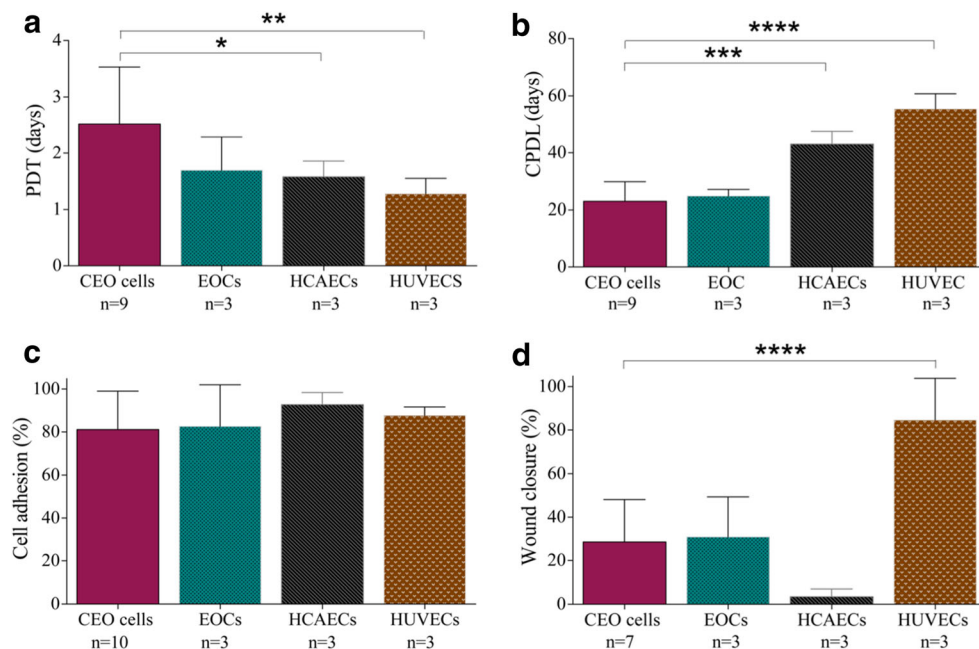 a
**
*
4
3
2
1
0
PDT (days)
CEO cells EOCs HCAECs HUVECS
n=9 n=3 n=3 n=3
b
****
***
80
60
40
20
0
CPDL (days)
CEO cells EOC HCAECs HUVEC
n=9 n=3 n=3 n=3
c
100
80
60
40
20
0
Cell adhesion (%)
CEO cells EOCs HCAECs HUVECs
n=10 n=3 n=3 n=3
d
****
100
80
60
40
20
0
Wound closure (%)
CEO cells EOCs HCAECs HUVECs
n=7 n=3 n=3 n=3